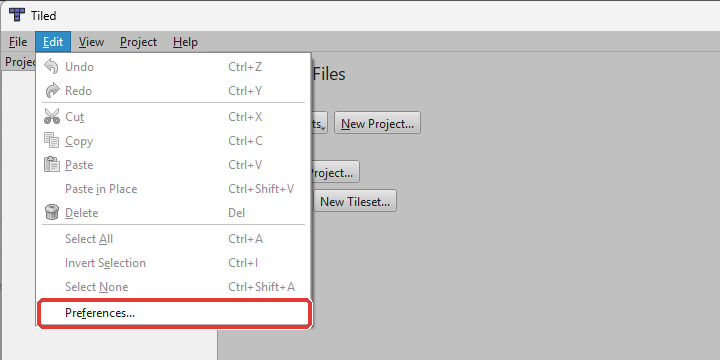 Tiled
File Edit View Project Help
Projec
Files
Undo Ctrl+Z
Redo Ctrl+Y
Cut Ctrl+X
ts New Project...
Copy Ctrl+C
Paste Ctrl+V
roject...
Paste in Place Ctrl+Shift+V
New Tileset...
Delete Del
Select All Ctrl+A
Invert Selection Ctrl+I
Select None Ctrl+Shift+A
Preferences...